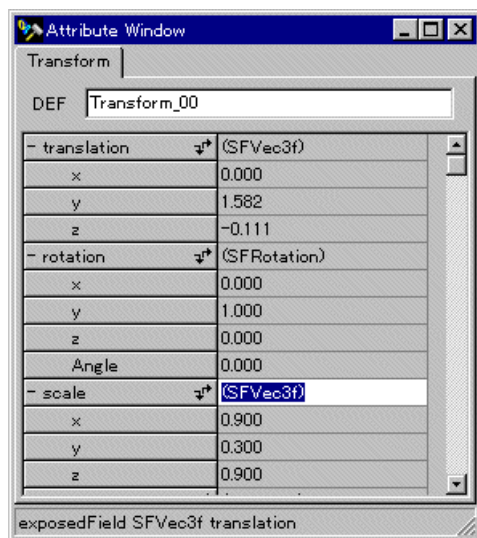 Attribute Window
Transform
DEF Transform_00
- translation (SFVec3f)
x 0.000
y 1.582
z -0.111
- rotation (SFRotation)
x 0.000
y 1.000
z 0.000
Angle 0.000
- scale (SFVec3f)
x 0.900
y 0.300
z 0.900
exposedField SFVec3f translation